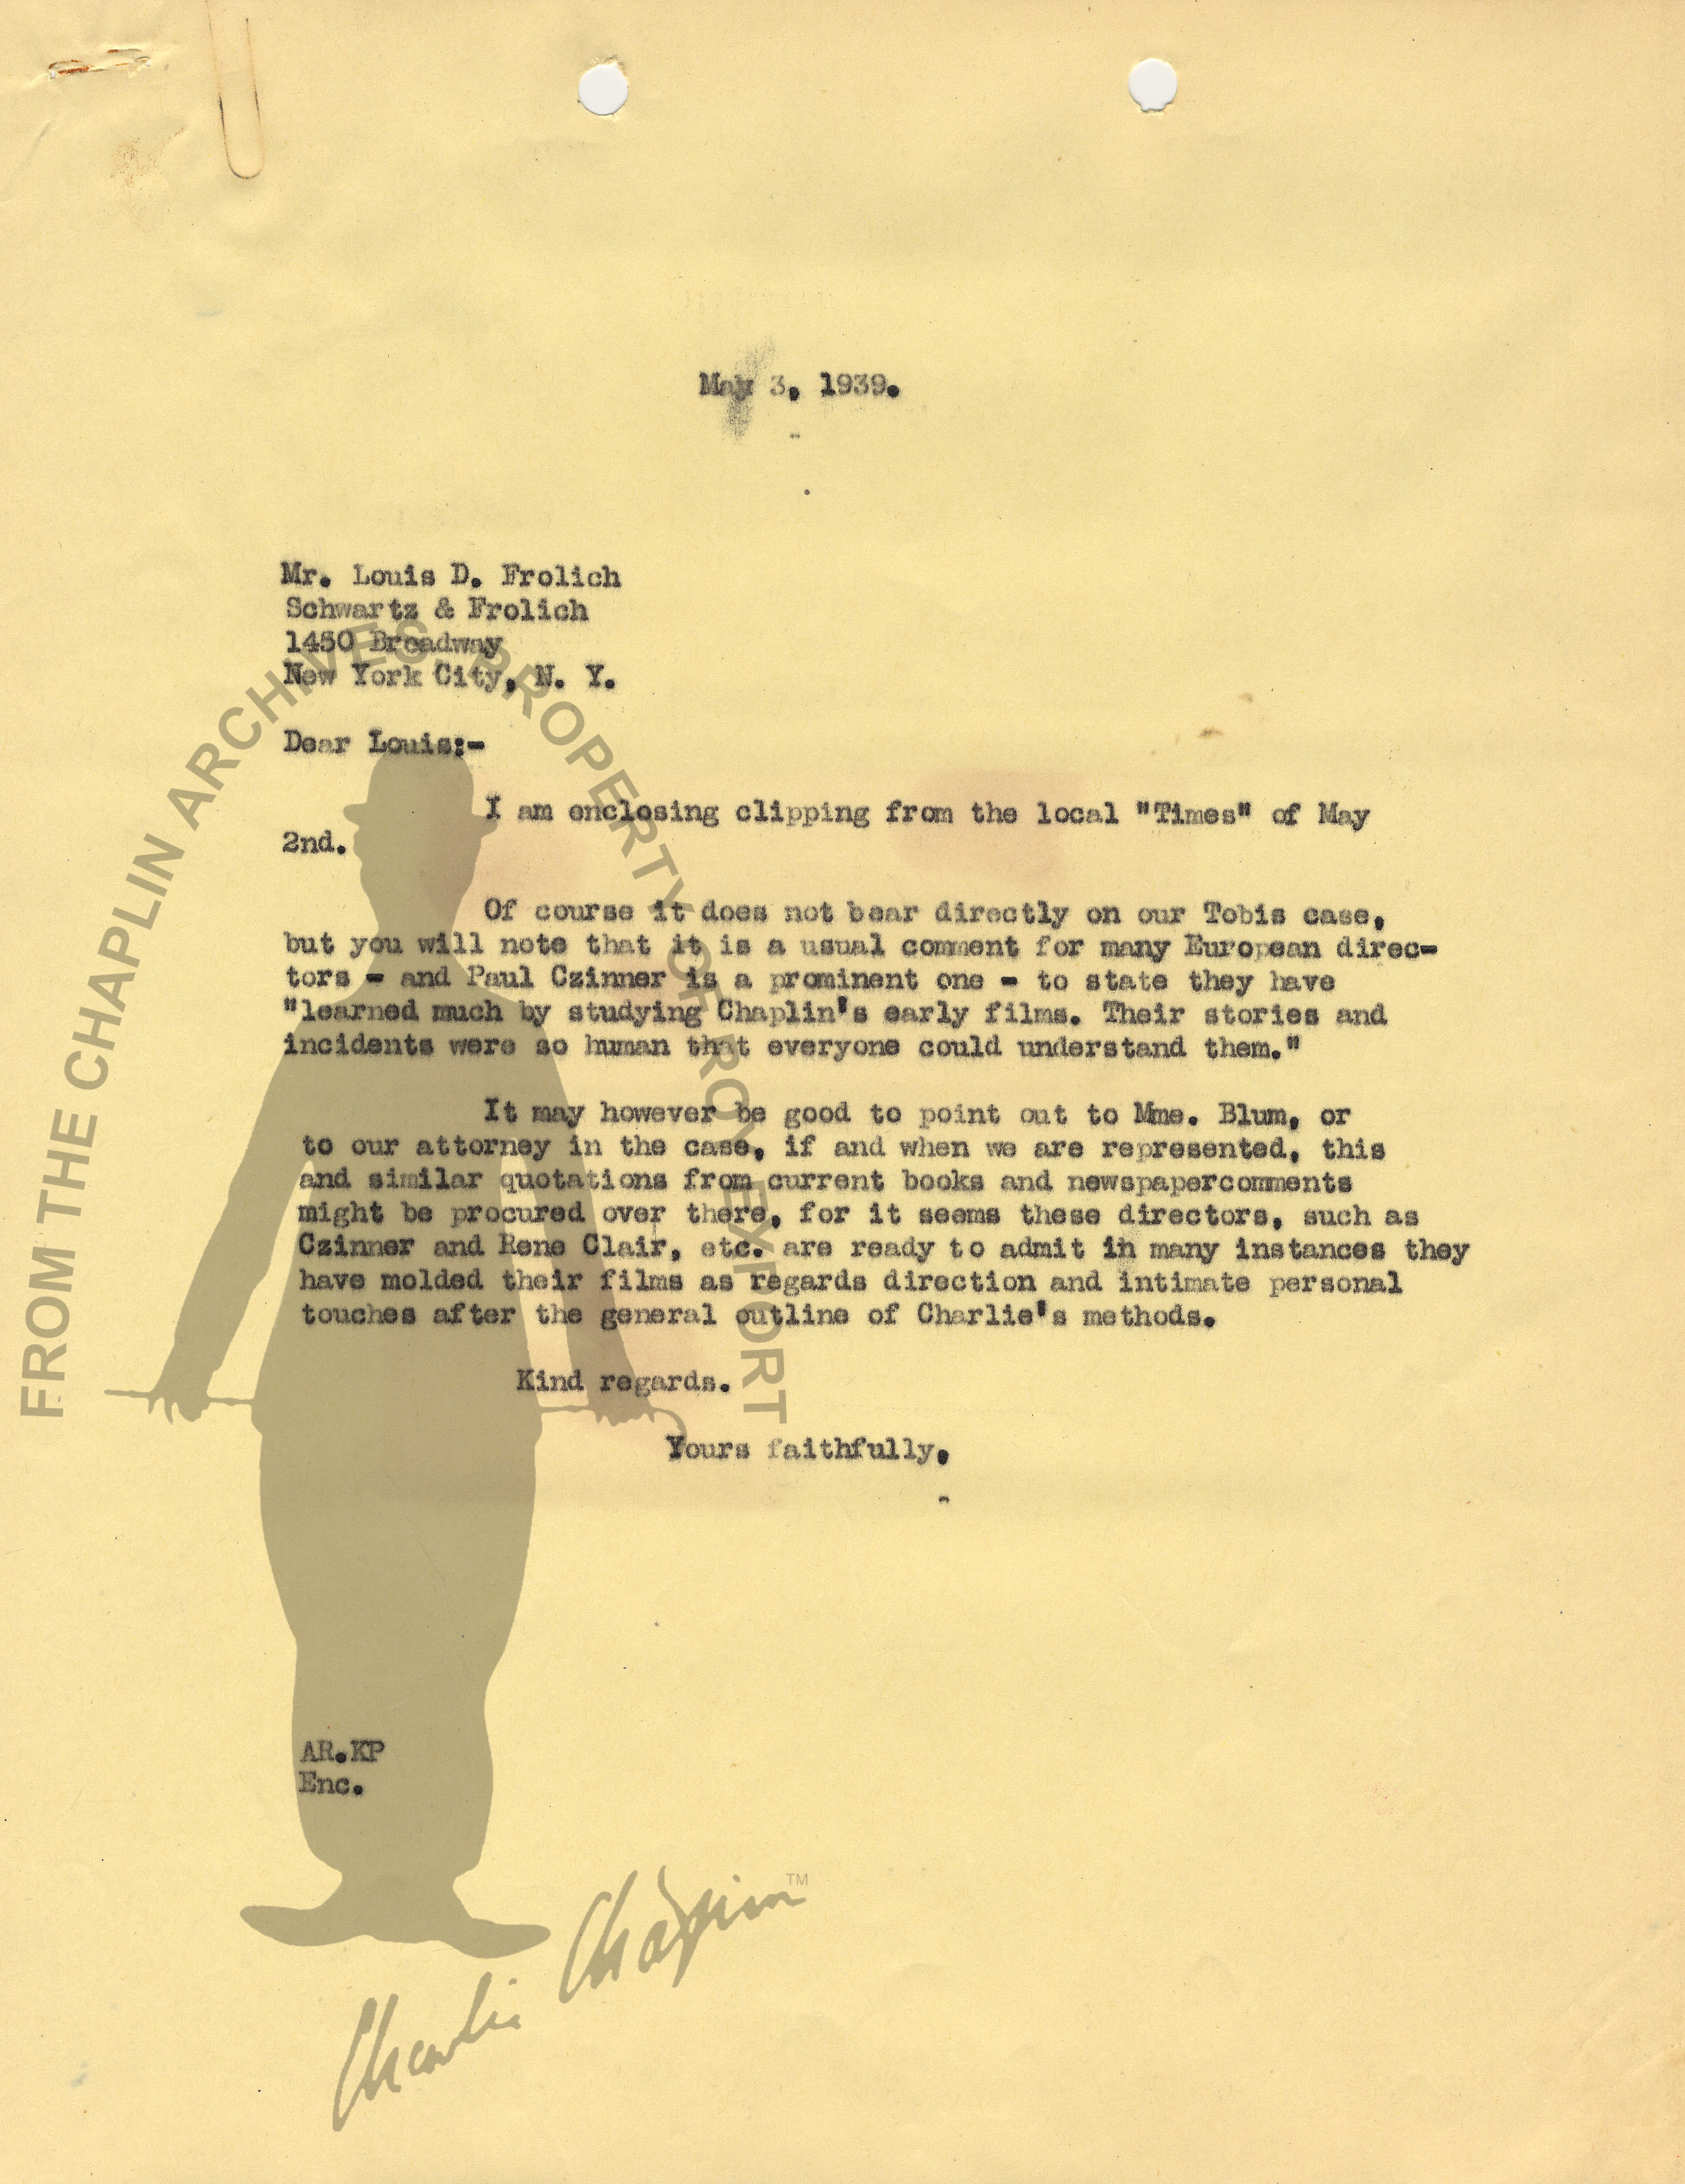 May 3, 1939.
Mr. Louis D. Frolich
Schwartz & Frolich
1450 Broadway
New York City, N. Y.
Dear Louis:-
I am enclosing clipping from the local "Times" of May
2nd.
Of course it does not bear directly on our Tobis case,
but you will note that it is a usual comment for many European direc-
tors - and Paul Czinner is a prominent one - to state they have
"learned much by studying Chaplin's early films. Their stories and
incidents were so human that everyone could understand them."
It may however be good to point out to Mme. Blum, or
to our attorney in the case, if and when we are represented, this
and similar quotations from current books and newspapercomments
might be procured over there, for it seems these directors, such as
Czinner and Rene Clair, etc. are ready to admit in many instances they
have molded their films as regards direction and intimate personal
touches after the general outline of Charlie's methods.
Kind regards.
Yours faithfully,
AR.KP
Enc.
FROM THE CHAPLIN ARCHIVES PROPERTY OF ROY EXPORT
Charlie Chaplin™